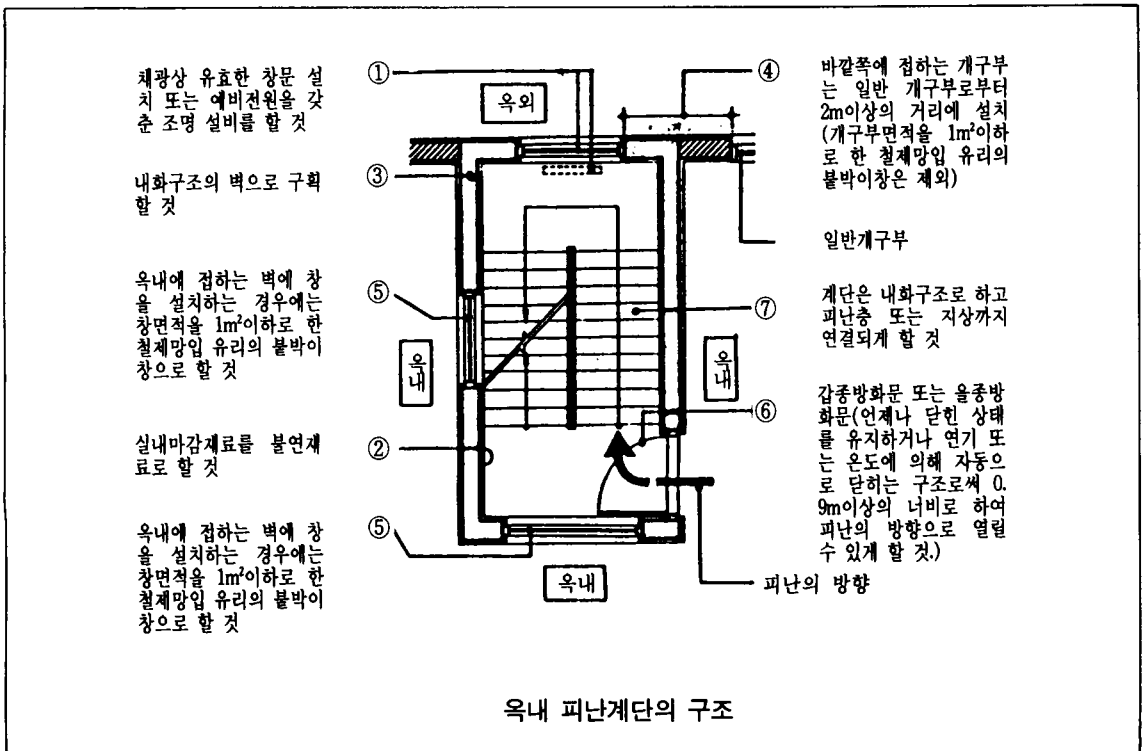 채광상 유효한 창문 설
치 또는 예비전원을 갖
춘 조명 설비를 할 것
내화구조의 벽으로 구획
할 것
옥내에 접하는 벽에 창
을 설치하는 경우에는
창면적을 1m²이하로 한
철제망입 유리의 붙박이
창으로 할 것
실내마감재료를 불연재
료로 할 것
옥내에 접하는 벽에 창
을 설치하는 경우에는
창면적을 1m²이하로 한
철제망입 유리의 붙박이
창으로 할 것
①
③
⑤
②
⑤
옥외
옥내
옥내
옥내
④
⑦
⑥
바깥쪽에 접하는 개구부
는 일반 개구부로부터
2m이상의 거리에 설치
(개구부면적을 1m²이하
로 한 철제망입 유리의
붙박이창은 제외)
일반개구부
계단은 내화구조로 하고
피난층 또는 지상까지
연결되게 할 것
갑종방화문 또는 을종방
화문(언제나 닫힌 상태
를 유지하거나 연기 또
는 온도에 의해 자동으
로 닫히는 구조로써 0.
9m이상의 너비로 하여
피난의 방향으로 열릴
수 있게 할 것.)
피난의 방향
옥내 피난계단의 구조